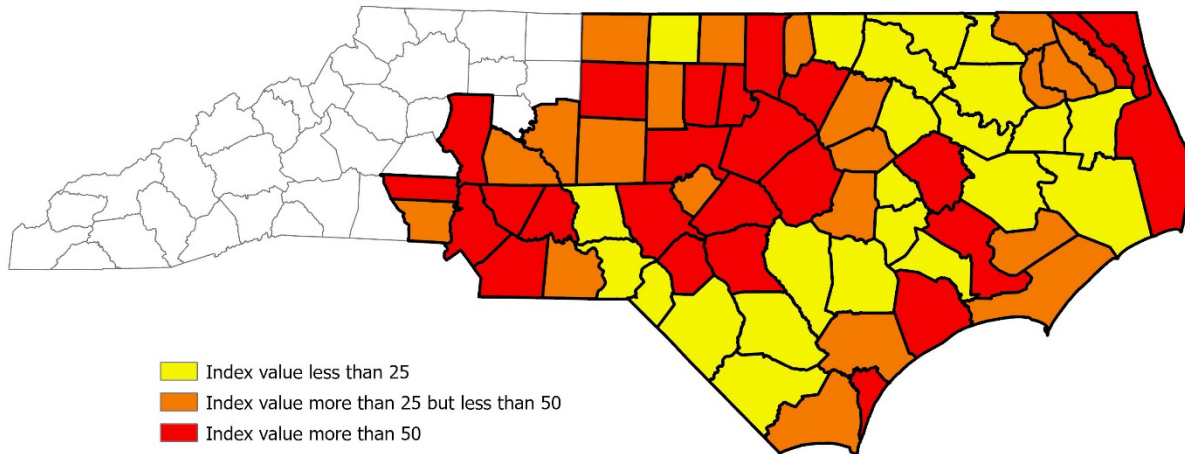 Index value less than 25
Index value more than 25 but less than 50
Index value more than 50